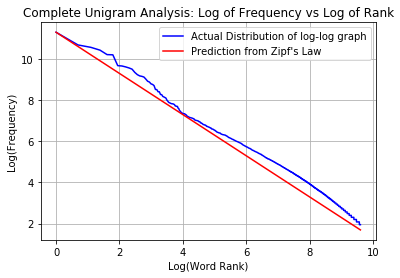 Complete Unigram Analysis: Log of Frequency vs Log of Rank
Actual Distribution of log-log graph
Prediction from Zipf's Law
Log(Frequency)
10
8
6
4
2
0
2
4
6
8
10
Log(Word Rank)